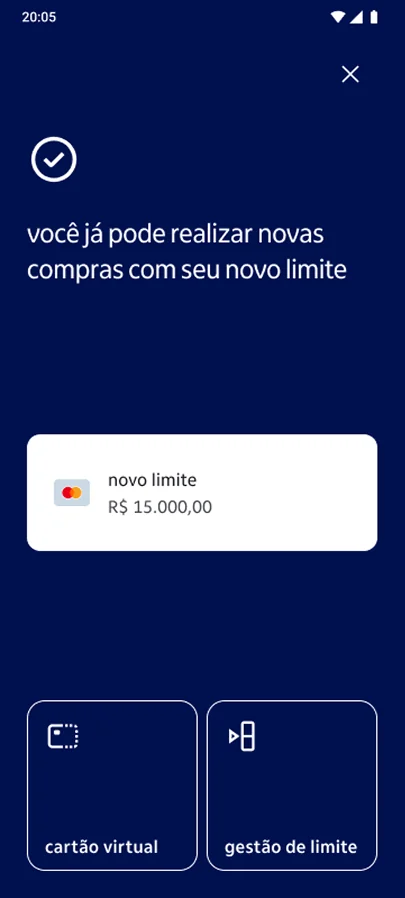 20:05
você já pode realizar novas
compras com seu novo limite
novo limite
R$ 15.000,00
cartão virtual
gestão de limite